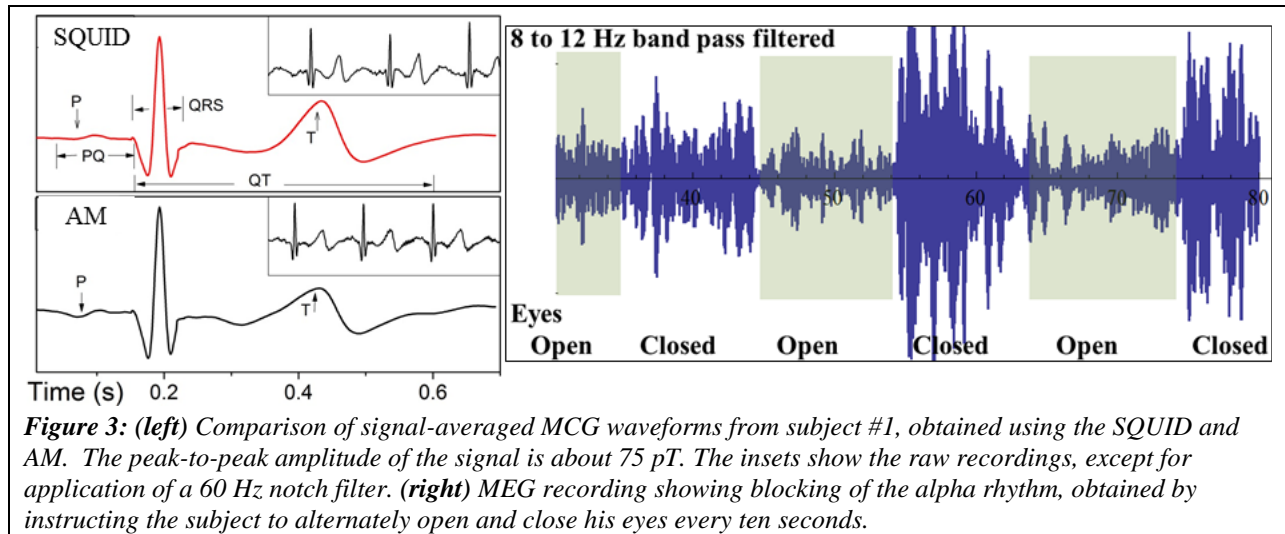 SQUID
P
QRS
PQ
T
QT
AM
P
T
Time (s) 0.2 0.4 0.6
8 to 12 Hz band pass filtered
40 50 60 70 80
Eyes
Open Closed Open Closed Open Closed
Figure 3: (left) Comparison of signal-averaged MCG waveforms from subject #1, obtained using the SQUID and
AM. The peak-to-peak amplitude of the signal is about 75 pT. The insets show the raw recordings, except for
application of a 60 Hz notch filter. (right) MEG recording showing blocking of the alpha rhythm, obtained by
instructing the subject to alternately open and close his eyes every ten seconds.